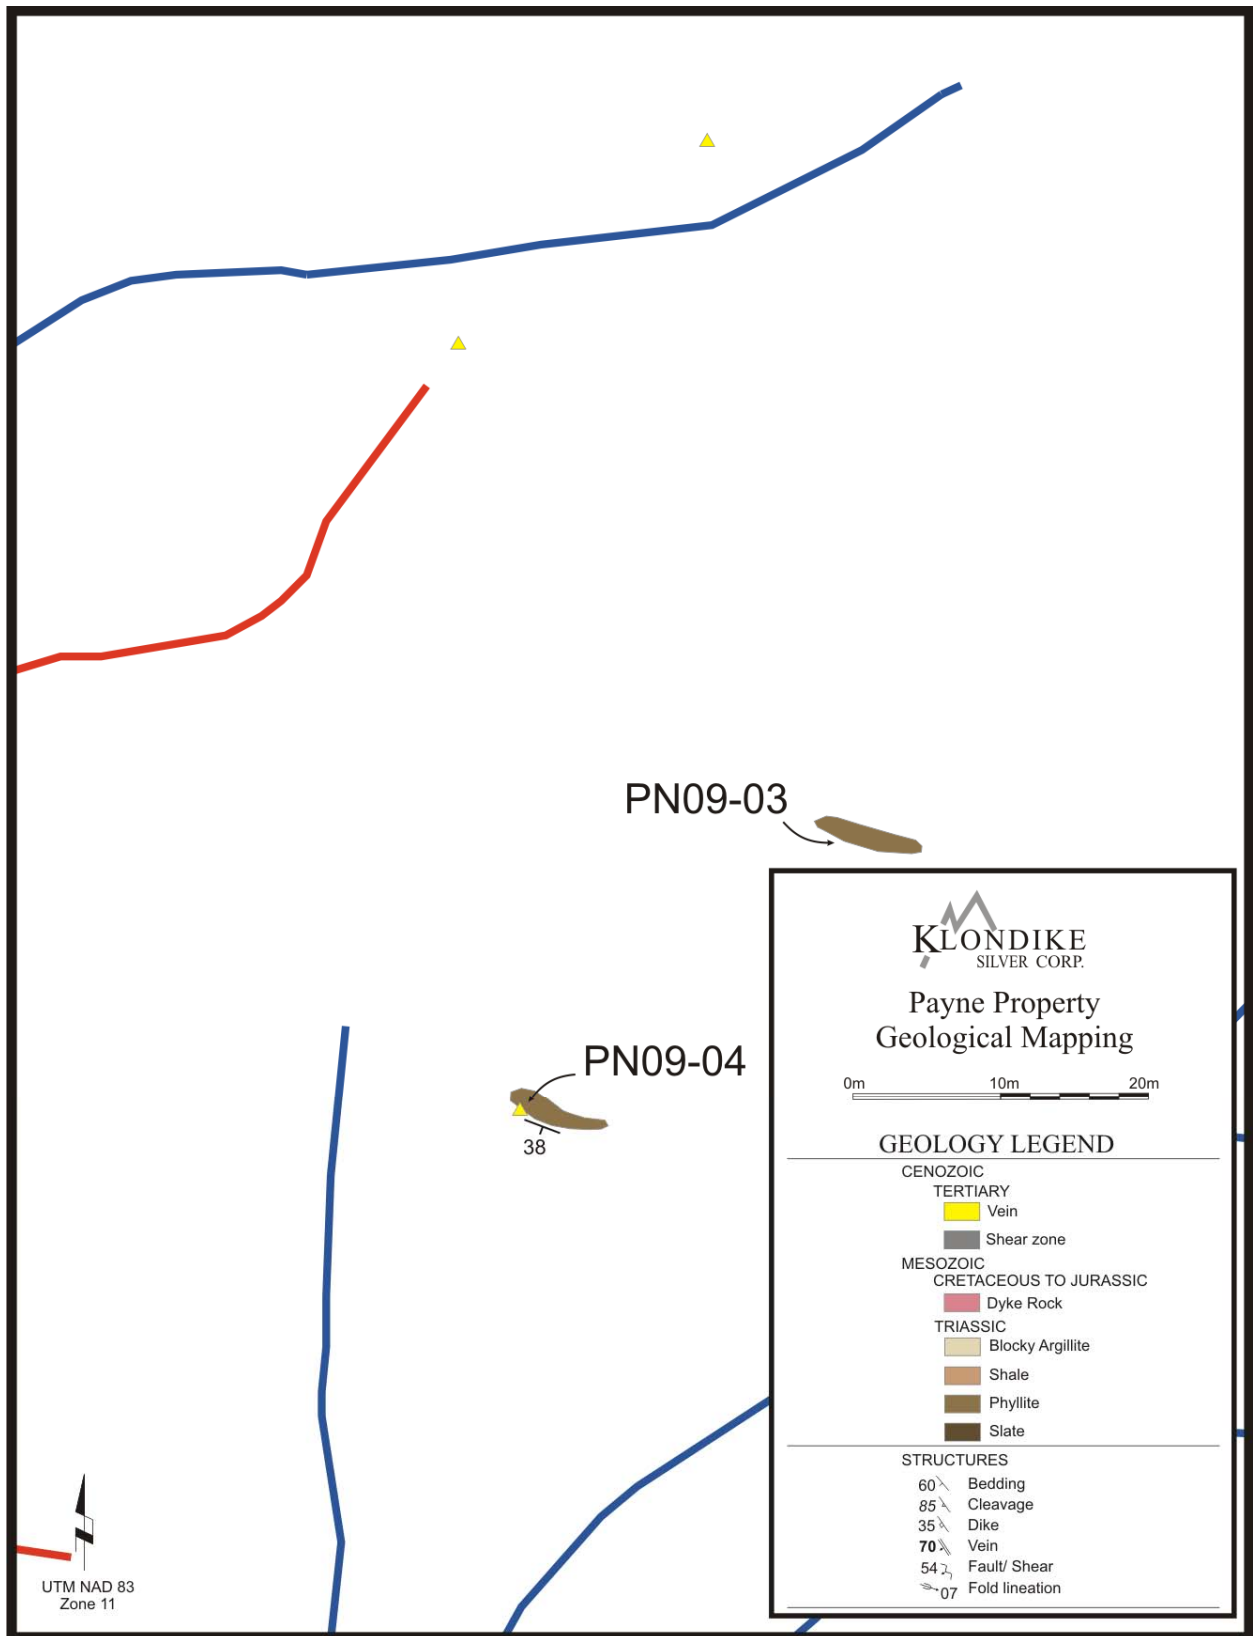 PN09-03
PN09-04
38
KLONDIKE
SILVER CORP.
Payne Property
Geological Mapping
0m 10m 20m
GEOLOGY LEGEND
CENOZOIC
TERTIARY
Vein
Shear zone
MESOZOIC
CRETACEOUS TO JURASSIC
Dyke Rock
TRIASSIC
Blocky Argillite
Shale
Phyllite
Slate
STRUCTURES
60 Bedding
85 Cleavage
35 Dike
70 Vein
54 Fault/ Shear
07 Fold lineation
UTM NAD 83
Zone 11